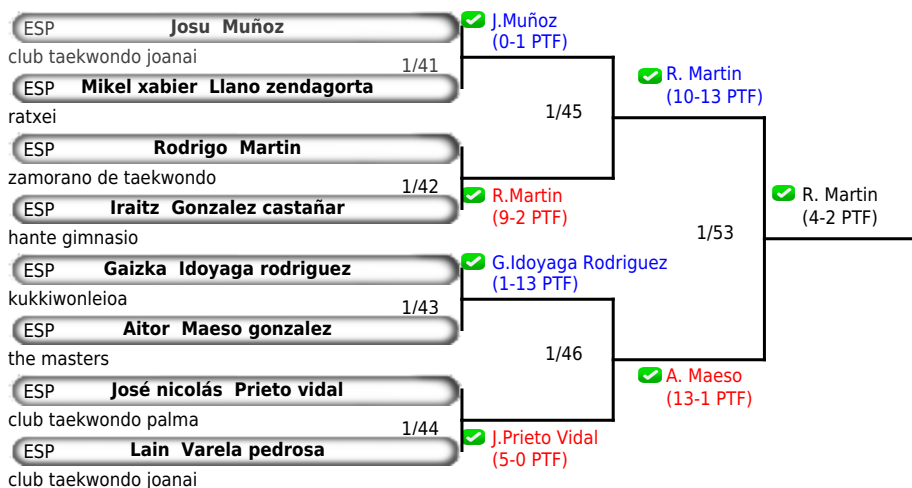 ESP Josu Muñoz
club taekwondo joanai
1/41
ESP Mikel xabier Llano zendagorta
ratxei
ESP Rodrigo Martin
zamorano de taekwondo
1/42
ESP Iraitz Gonzalez castañar
hante gimnasio
ESP Gaizka Idoyaga rodriguez
kukkiwonleioa
1/43
ESP Aitor Maeso gonzalez
the masters
ESP José nicolás Prieto vidal
club taekwondo palma
1/44
ESP Lain Varela pedrosa
club taekwondo joanai
J.Muñoz
(0-1 PTF)
1/45
R.Martin
(9-2 PTF)
G.Idoyaga Rodriguez
(1-13 PTF)
1/46
J.Prieto Vidal
(5-0 PTF)
R. Martin
(10-13 PTF)
1/53
A. Maeso
(13-1 PTF)
R. Martin
(4-2 PTF)